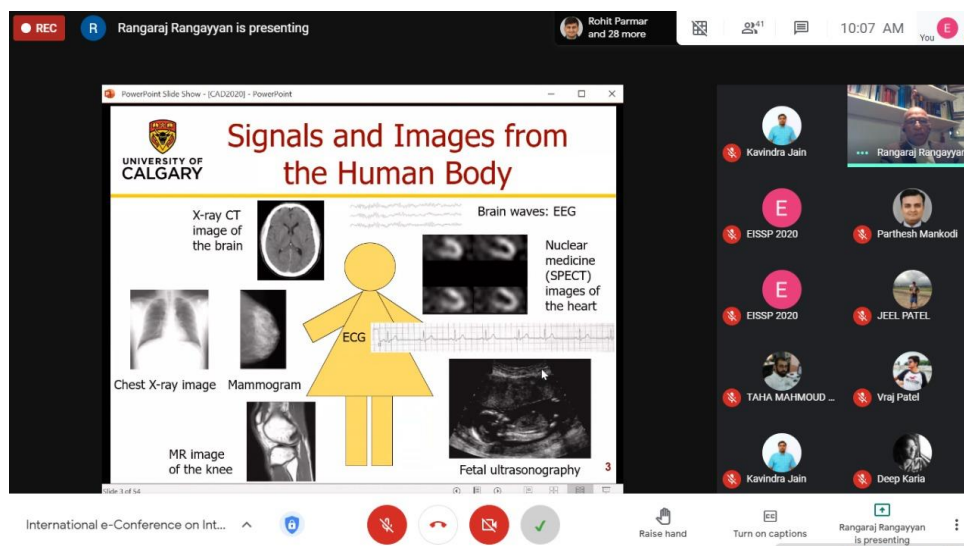 REC
R
Rangaraj Rangayyan is presenting
Rohit Parmar
and 28 more
41
10:07 AM
You
E
PowerPoint Slide Show - [CAD2020] - PowerPoint
UNIVERSITY OF
CALGARY
Signals and Images from
the Human Body
X-ray CT
image of
the brain
Brain waves: EEG
Nuclear
medicine
(SPECT)
images of
the heart
ECG
Chest X-ray image
Mammogram
MR image
of the knee
Fetal ultrasonography
3
Slide 3 of 54
Kavindra Jain
Rangaraj Rangayyan
E
EISSP 2020
Parthesh Mankodi
E
EISSP 2020
JEEL PATEL
TAHA MAHMOUD ...
Vraj Patel
Kavindra Jain
Deep Karia
International e-Conference on Int...
Raise hand
CC
Turn on captions
Rangaraj Rangayyan
is presenting